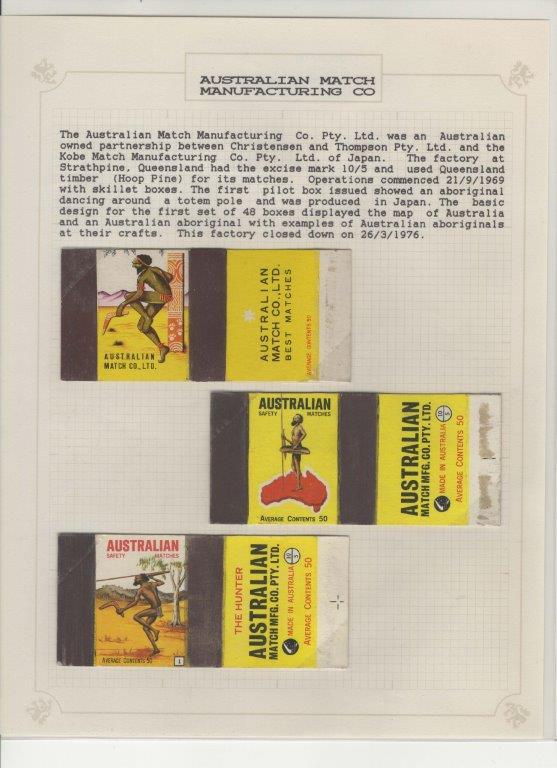 AUSTRALIAN MATCH
MANUFACTURING CO
The Australian Match Manufacturing Co. Pty. Ltd. was an Australian
owned partnership between Christensen and Thompson Pty. Ltd. and the
Kobe Match Manufacturing Co. Pty. Ltd. of Japan. The factory at
Strathpine, Queensland had the excise mark 10/5 and used Queensland
timber (Hoop Pine) for its matches. Operations commenced 21/9/1969
with skillet boxes. The first pilot box issued showed an aboriginal
dancing around a totem pole and was produced in Japan. The basic
design for the first set of 48 boxes displayed the map of Australia
and an Australian aboriginal with examples of Australian aboriginals
at their crafts. This factory closed down on 26/3/1976.
AUSTRALIAN
MATCH CO., LTD.
AUSTRALIAN
MATCH CO., LTD.
BEST MATCHES
AVERAGE CONTENTS 50
AUSTRALIAN
SAFETY MATCHES
AVERAGE CONTENTS 50
AUSTRALIAN
MATCH MFG. CO. PTY. LTD.
MADE IN AUSTRALIA 10/5
AVERAGE CONTENTS 50
AUSTRALIAN
SAFETY MATCHES
AVERAGE CONTENTS 50 1
THE HUNTER
AUSTRALIAN
MATCH MFG. CO. PTY. LTD.
MADE IN AUSTRALIA 10/5
AVERAGE CONTENTS 50